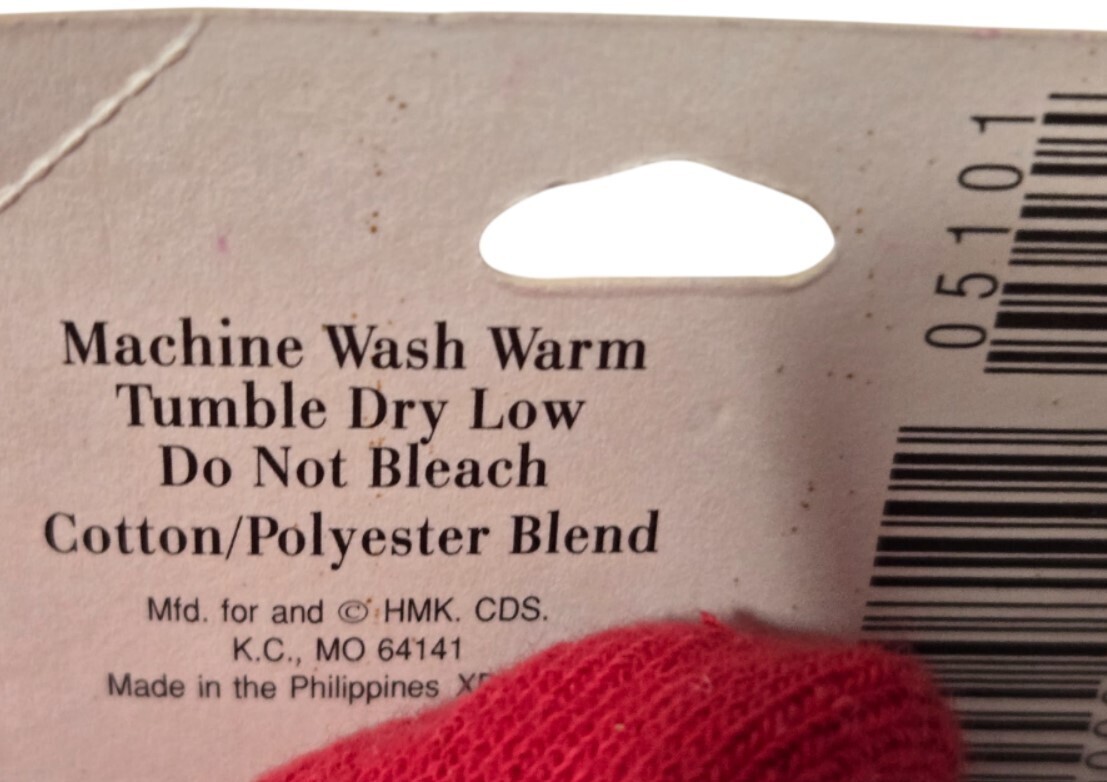 Machine Wash Warm
Tumble Dry Low
Do Not Bleach
Cotton/Polyester Blend
Mfd. for and © HMK. CDS.
K.C., MO 64141
Made in the Philippines
05101